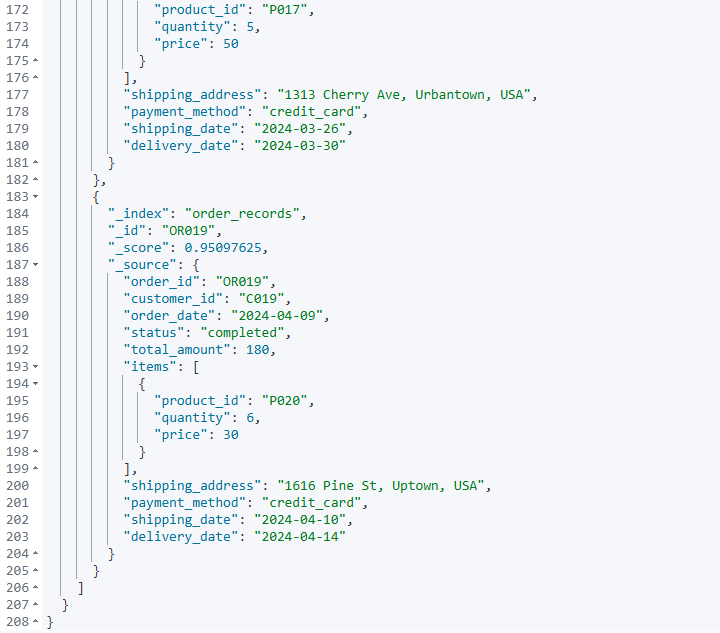 172 "product_id": "P017",
173 "quantity": 5,
174 "price": 50
175 }
176 ],
177 "shipping_address": "1313 Cherry Ave, Urbantown, USA",
178 "payment_method": "credit_card",
179 "shipping_date": "2024-03-26",
180 "delivery_date": "2024-03-30"
181 }
182 },
183 {
184 "_index": "order_records",
185 "_id": "OR019",
186 "_score": 0.95097625,
187 "_source": {
188 "order_id": "OR019",
189 "customer_id": "C019",
190 "order_date": "2024-04-09",
191 "status": "completed",
192 "total_amount": 180,
193 "items": [
194 {
195 "product_id": "P020",
196 "quantity": 6,
197 "price": 30
198 }
199 ],
200 "shipping_address": "1616 Pine St, Uptown, USA",
201 "payment_method": "credit_card",
202 "shipping_date": "2024-04-10",
203 "delivery_date": "2024-04-14"
204 }
205 }
206 ]
207 }
208 }